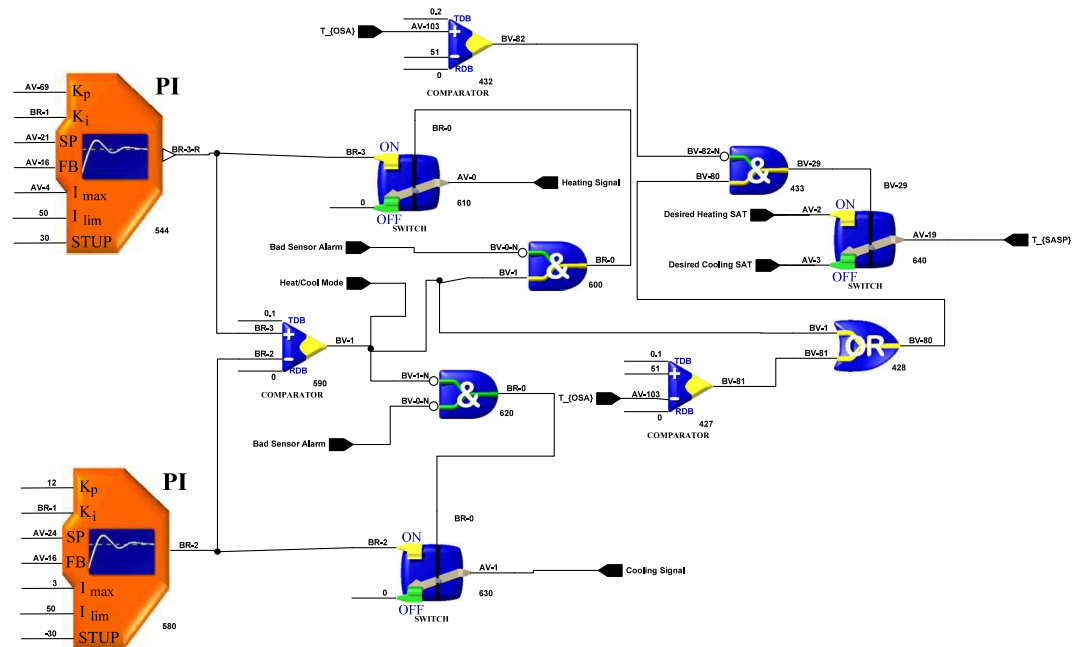 0.2
TDB
T_{OSA}
AV-103
51
0
RDB
432
COMPARATOR
BV-82
PI
AV-69
Kp
BR-1
Ki
AV-21
SP
AV-16
FB
AV-4
I max
50
I lim
30
STUP
544
BR-3-R
BR-3
ON
BR-0
0
OFF
610
SWITCH
AV-0
Heating Signal
BV-82-N
BV-80
&
433
BV-29
BV-29
Desired Heating SAT
AV-2
ON
Desired Cooling SAT
AV-3
OFF
640
SWITCH
AV-19
T_{SASP}
Bad Sensor Alarm
BV-0-N
BV-1
&
600
BR-0
Heat/Cool Mode
0.1
TDB
BR-3
BR-2
0
RDB
590
COMPARATOR
BV-1
BV-1
BV-81
OR
428
BV-80
0.1
TDB
51
T_{OSA}
AV-103
0
RDB
427
COMPARATOR
BV-81
BV-1-N
BV-0-N
&
620
BR-0
Bad Sensor Alarm
PI
12
Kp
BR-1
Ki
AV-24
SP
AV-16
FB
3
I max
50
I lim
-30
STUP
580
BR-2
BR-2
ON
BR-0
0
OFF
630
SWITCH
AV-1
Cooling Signal